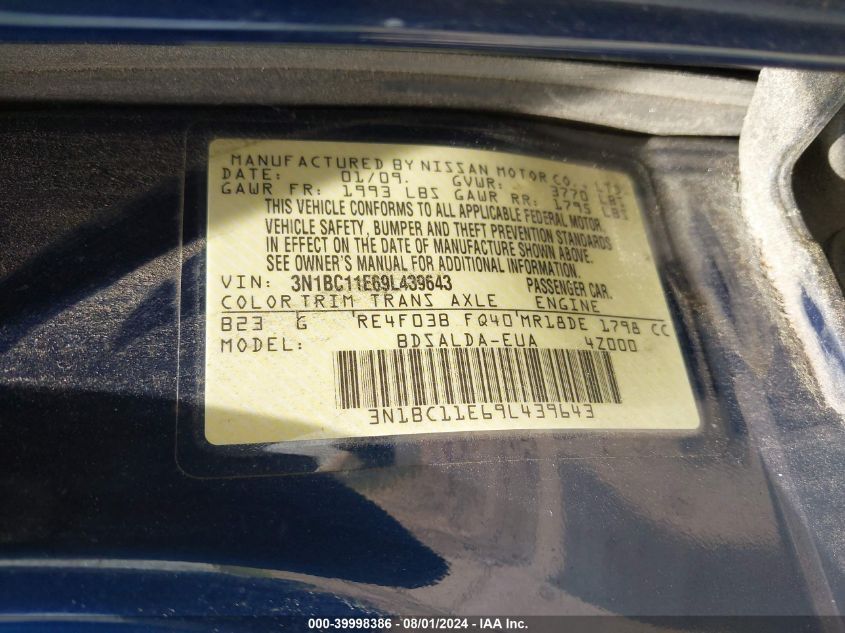 MANUFACTURED BY NISSAN MOTOR CO., LTD.
DATE: 01/09. GVWR: 3770 LBS
GAWR FR: 1993 LBS GAWR RR: 1795 LBS
THIS VEHICLE CONFORMS TO ALL APPLICABLE FEDERAL MOTOR
VEHICLE SAFETY, BUMPER AND THEFT PREVENTION STANDARDS
IN EFFECT ON THE DATE OF MANUFACTURE SHOWN ABOVE.
SEE OWNER'S MANUAL FOR ADDITIONAL INFORMATION.
VIN: 3N1BC11E69L439643 PASSENGER CAR.
COLOR TRIM TRANS AXLE ENGINE
B23 G RE4F03B FQ40 MR18DE 1798 CC
MODEL: BDSALDA-EUA 4Z000
3N1BC11E69L439643
000-39998386 - 08/01/2024 - IAAI.com